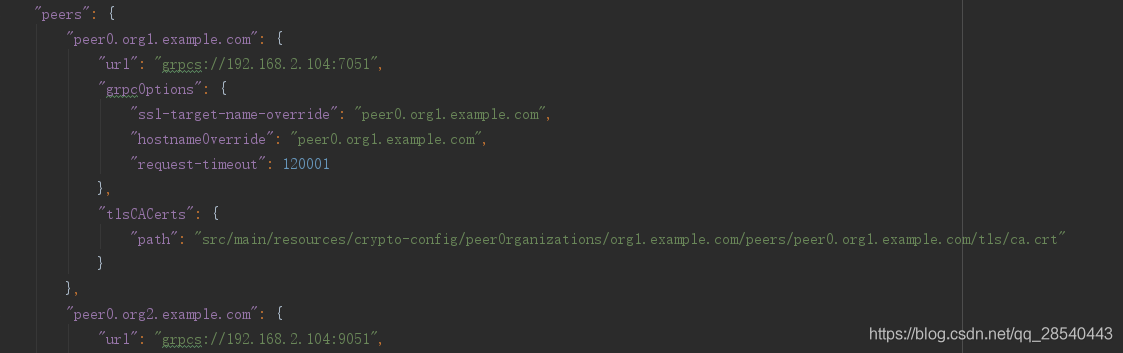 "peers": {
"peer0.org1.example.com": {
"url": "grpcs://192.168.2.104:7051",
"grpcOptions": {
"ssl-target-name-override": "peer0.org1.example.com",
"hostnameOverride": "peer0.org1.example.com",
"request-timeout": 120001
},
"tlsCACerts": {
"path": "src/main/resources/crypto-config/peerOrganizations/org1.example.com/peers/peer0.org1.example.com/tls/ca.crt"
}
},
"peer0.org2.example.com": {
"url": "grpcs://192.168.2.104:9051",
https://blog.csdn.net/qq_28540443